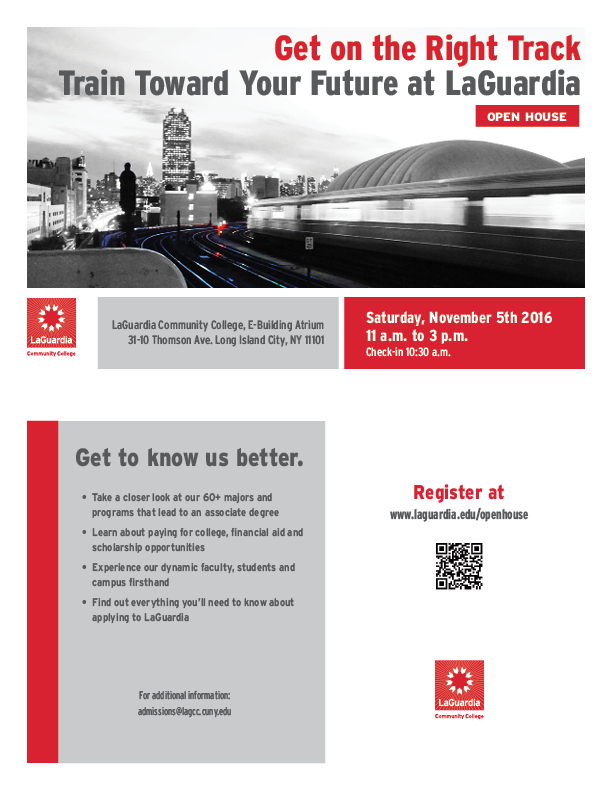 Get on the Right Track
Train Toward Your Future at LaGuardia
OPEN HOUSE
LaGuardia
Community College
LaGuardia Community College, E-Building Atrium
31-10 Thomson Ave. Long Island City, NY 11101
Saturday, November 5th 2016
11 a.m. to 3 p.m.
Check-in 10:30 a.m.
Get to know us better.
• Take a closer look at our 60+ majors and
programs that lead to an associate degree
• Learn about paying for college, financial aid and
scholarship opportunities
• Experience our dynamic faculty, students and
campus firsthand
• Find out everything you'll need to know about
applying to LaGuardia
For additional information:
admissions@lagcc.cuny.edu
Register at
www.laguardia.edu/openhouse
LaGuardia
Community College